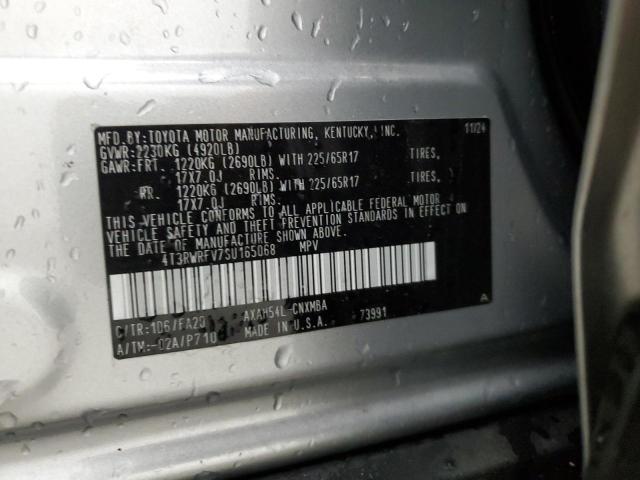 MFD.BY:TOYOTA MOTOR MANUFACTURING, KENTUCKY, INC. 11/24
GVWR:2230KG (4920LB)
GAWR:FRT. 1220KG (2690LB) WITH 225/65R17 TIRES,
17X7.0J RIMS.
RR. 1220KG (2690LB) WITH 225/65R17 TIRES,
17X7.0J RIMS.
THIS VEHICLE CONFORMS TO ALL APPLICABLE FEDERAL MOTOR
VEHICLE SAFETY AND THEFT PREVENTION STANDARDS IN EFFECT ON
THE DATE OF MANUFACTURE SHOWN ABOVE.
4T3RWRFV7SU165068 MPV
C/TR:1D6/FA20 AXAH54L-CNXMBA A
A/TM:-02A/P710 MADE IN U.S.A. 73991